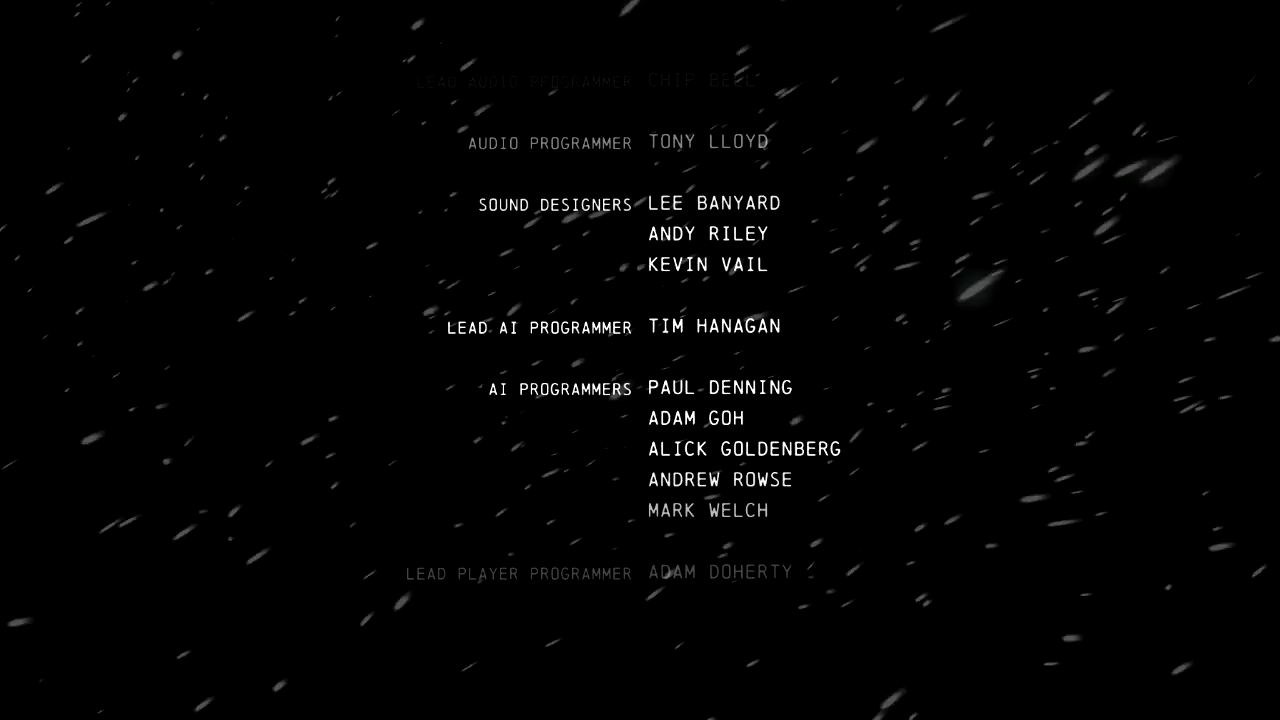 LEAD AUDIO PROGRAMMER CHIP BELL
AUDIO PROGRAMMER TONY LLOYD
SOUND DESIGNERS LEE BANYARD
ANDY RILEY
KEVIN VAIL
LEAD AI PROGRAMMER TIM HANAGAN
AI PROGRAMMERS PAUL DENNING
ADAM GOH
ALICK GOLDENBERG
ANDREW ROWSE
MARK WELCH
LEAD PLAYER PROGRAMMER ADAM DOHERTY